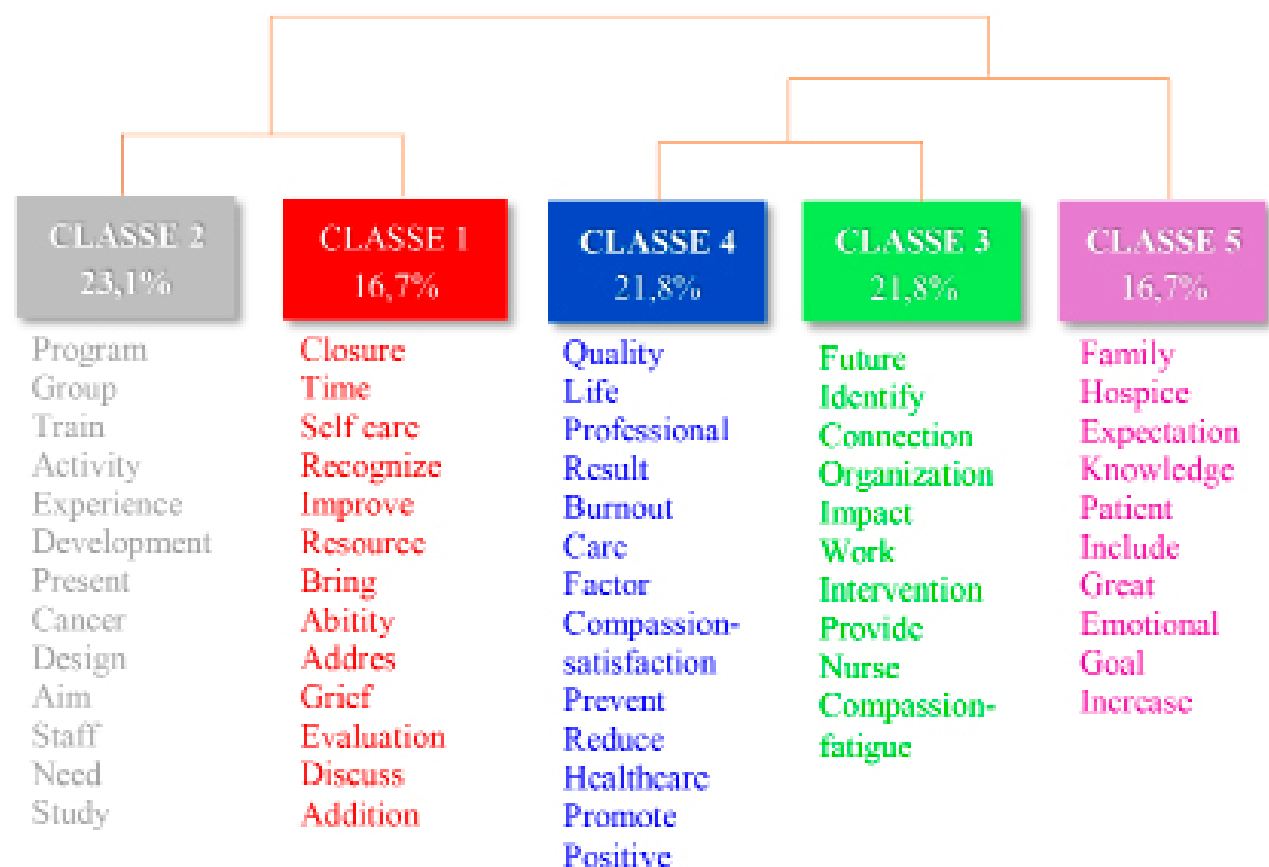 CLASSE 2
23,1%
Program
Group
Train
Activity
Experience
Development
Present
Cancer
Design
Aim
Staff
Need
Study
CLASSE 1
16,7%
Closure
Time
Self care
Recognize
Improve
Resource
Bring
Abitity
Addres
Grief
Evaluation
Discuss
Addition
CLASSE 4
21,8%
Quality
Life
Professional
Result
Burnout
Care
Factor
Compassion-
satisfaction
Prevent
Reduce
Healthcare
Promote
Positive
CLASSE 3
21,8%
Future
Identify
Connection
Organization
Impact
Work
Intervention
Provide
Nurse
Compassion-
fatigue
CLASSE 5
16,7%
Family
Hospice
Expectation
Knowledge
Patient
Include
Great
Emotional
Goal
Increase